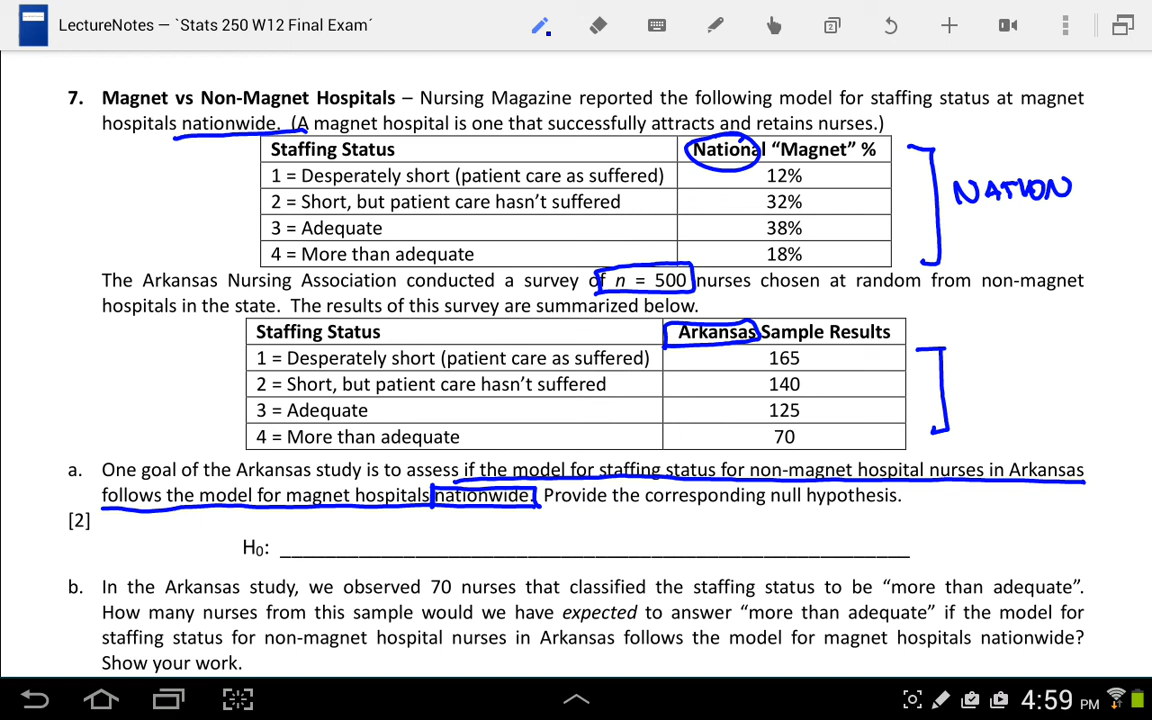 LectureNotes — `Stats 250 W12 Final Exam´
7. Magnet vs Non-Magnet Hospitals – Nursing Magazine reported the following model for staffing status at magnet
hospitals nationwide. (A magnet hospital is one that successfully attracts and retains nurses.)
Staffing Status National “Magnet” %
1 = Desperately short (patient care as suffered) 12%
2 = Short, but patient care hasn’t suffered 32%
3 = Adequate 38%
4 = More than adequate 18%
NATION
The Arkansas Nursing Association conducted a survey of n = 500 nurses chosen at random from non-magnet
hospitals in the state. The results of this survey are summarized below.
Staffing Status Arkansas Sample Results
1 = Desperately short (patient care as suffered) 165
2 = Short, but patient care hasn’t suffered 140
3 = Adequate 125
4 = More than adequate 70
a. One goal of the Arkansas study is to assess if the model for staffing status for non-magnet hospital nurses in Arkansas
follows the model for magnet hospitals nationwide. Provide the corresponding null hypothesis.
[2]
H0: ______________________________________________
b. In the Arkansas study, we observed 70 nurses that classified the staffing status to be “more than adequate”.
How many nurses from this sample would we have expected to answer “more than adequate” if the model for
staffing status for non-magnet hospital nurses in Arkansas follows the model for magnet hospitals nationwide?
Show your work.
4:59 PM